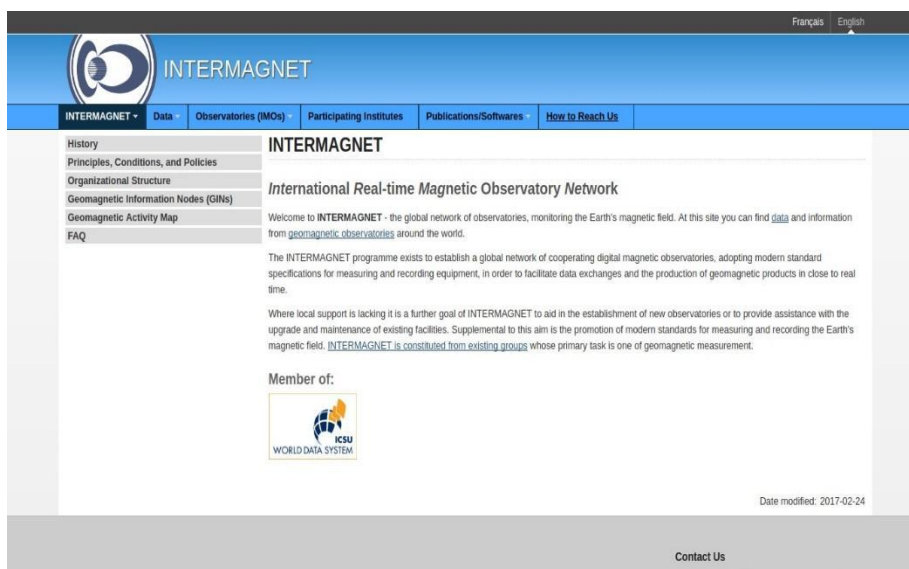 Français English
INTERMAGNET
INTERMAGNET Data Observatories (IMOs) Participating Institutes Publications/Softwares How to Reach Us
History
Principles, Conditions, and Policies
Organizational Structure
Geomagnetic Information Nodes (GINs)
Geomagnetic Activity Map
FAQ
INTERMAGNET
International Real-time Magnetic Observatory Network
Welcome to INTERMAGNET - the global network of observatories, monitoring the Earth's magnetic field. At this site you can find data and information
from geomagnetic observatories around the world.
The INTERMAGNET programme exists to establish a global network of cooperating digital magnetic observatories, adopting modern standard
specifications for measuring and recording equipment, in order to facilitate data exchanges and the production of geomagnetic products in close to real
time.
Where local support is lacking it is a further goal of INTERMAGNET to aid in the establishment of new observatories or to provide assistance with the
upgrade and maintenance of existing facilities. Supplemental to this aim is the promotion of modern standards for measuring and recording the Earth's
magnetic field. INTERMAGNET is constituted from existing groups whose primary task is one of geomagnetic measurement.
Member of:
ICSU
WORLD DATA SYSTEM
Date modified: 2017-02-24
Contact Us